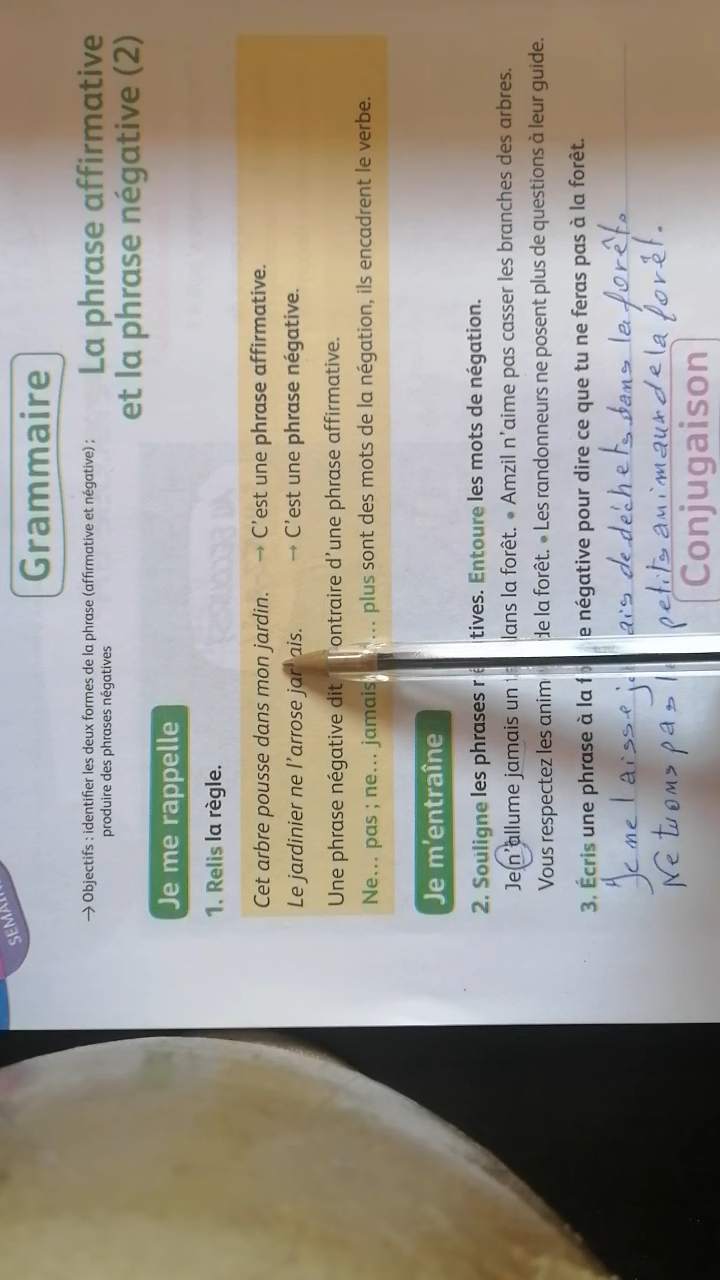 SEMAIN
Grammaire
→ Objectifs : identifier les deux formes de la phrase (affirmative et négative) ;
produire des phrases négatives
La phrase affirmative
et la phrase négative (2)
Je me rappelle
1. Relis la règle.
Cet arbre pousse dans mon jardin. → C'est une phrase affirmative.
Le jardinier ne l'arrose jamais. → C'est une phrase négative.
Une phrase négative dit contraire d'une phrase affirmative.
Ne... pas ; ne... jamais ... plus sont des mots de la négation, ils encadrent le verbe.
Je m'entraîne
2. Souligne les phrases négatives. Entoure les mots de négation.
Je n'allume jamais un dans la forêt. • Amzil n'aime pas casser les branches des arbres.
Vous respectez les anim de la forêt. • Les randonneurs ne posent plus de questions à leur guide.
3. Écris une phrase à la forme négative pour dire ce que tu ne feras pas à la forêt.
Je ne laisse jamais de déchets dans la forêt.
Ne tuons pas petits animaux de la forêt.
Conjugaison